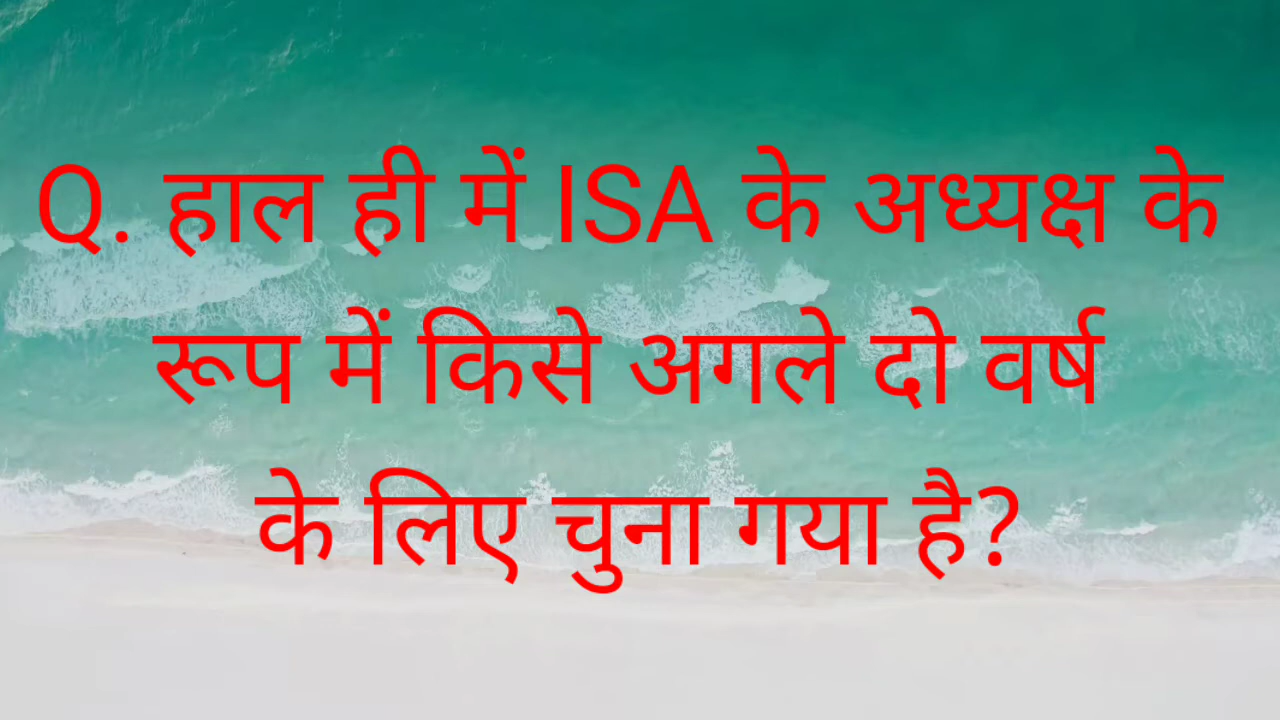 Q. हाल ही में ISA के अध्यक्ष के
रूप में किसे अगले दो वर्ष
के लिए चुना गया है?